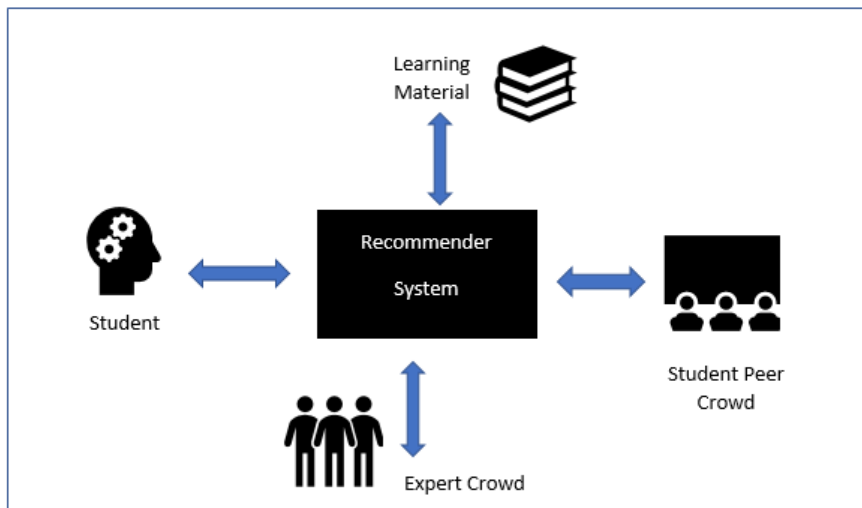 Learning
Material
Recommender
System
Student
Student Peer
Crowd
Expert Crowd